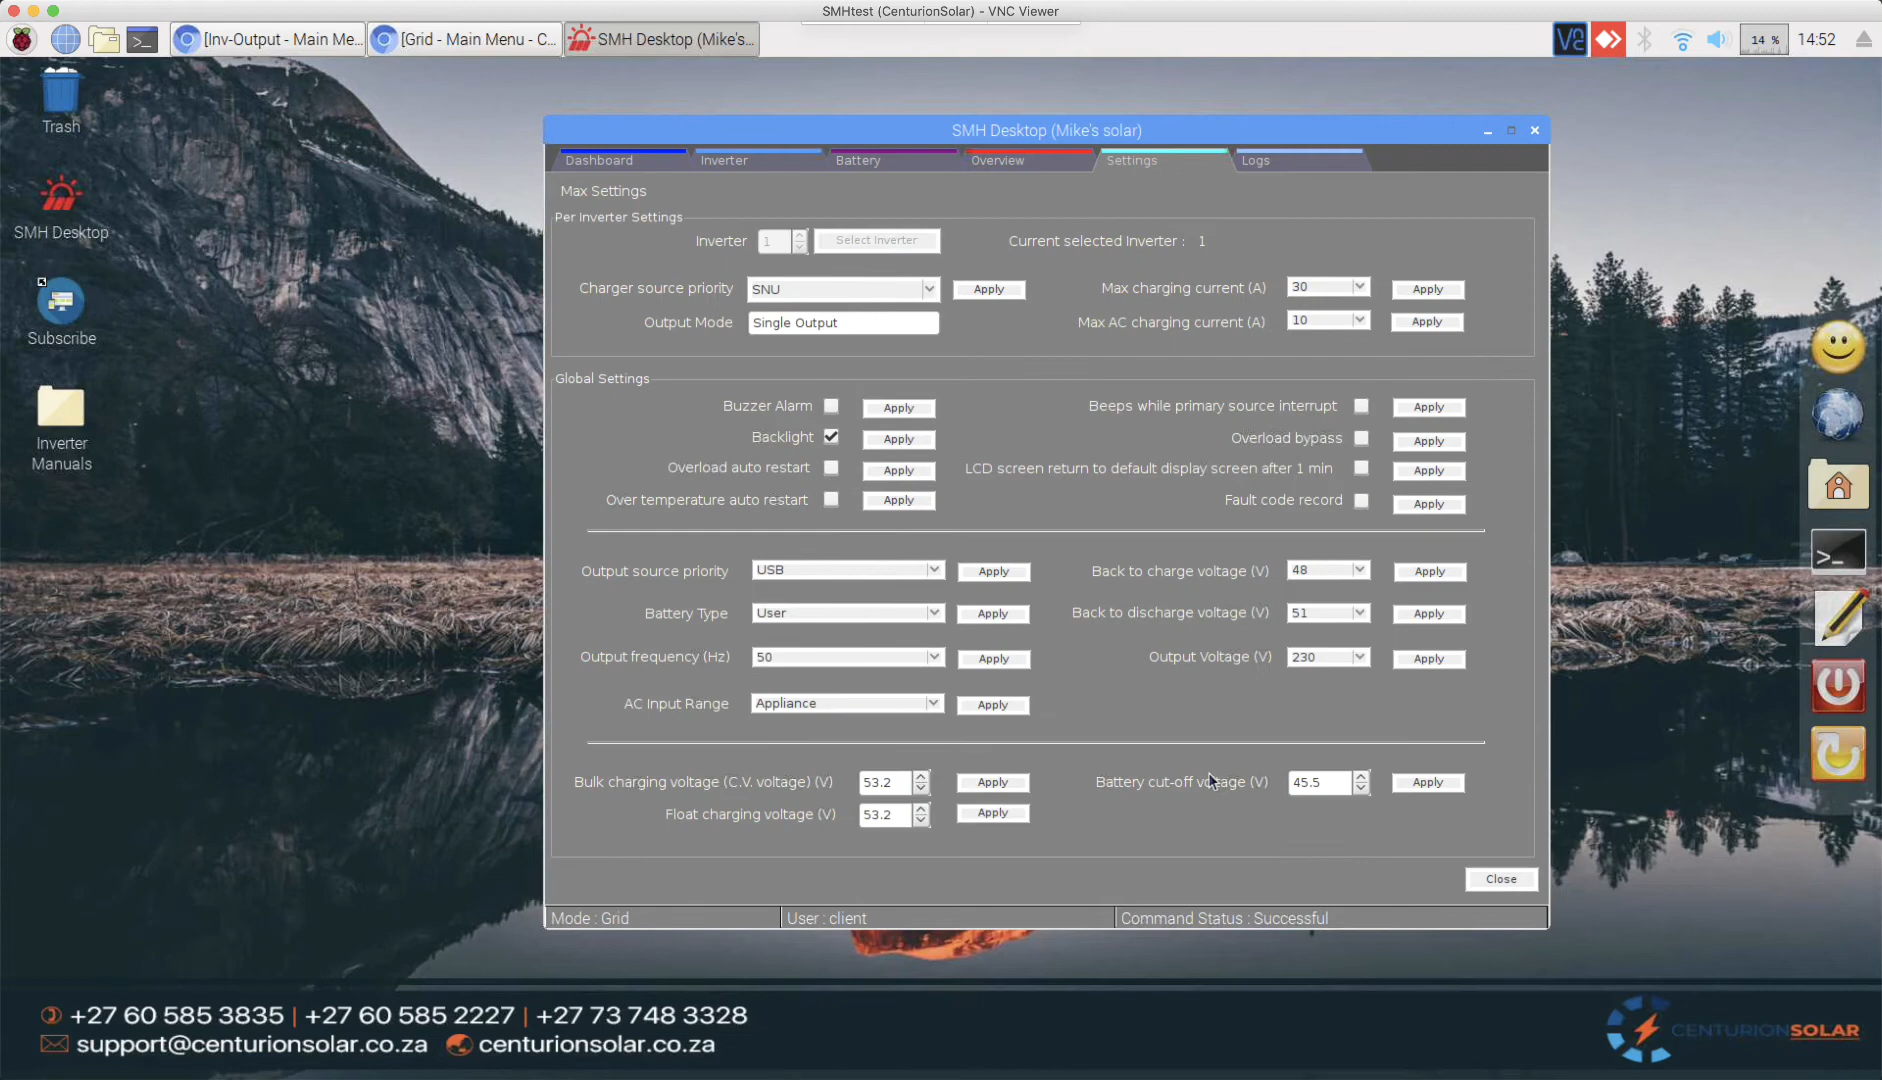 SMHtest (CenturionSolar) - VNC Viewer
[Inv-Output - Main Me...
[Grid - Main Menu - C...
SMH Desktop (Mike's...
14 %
14:52
Trash
SMH Desktop
Subscribe
Inverter
Manuals
SMH Desktop (Mike's solar)
Dashboard
Inverter
Battery
Overview
Settings
Logs
Max Settings
Per Inverter Settings
Inverter 1 Select Inverter Current selected Inverter : 1
Charger source priority SNU Apply Max charging current (A) 30 Apply
Output Mode Single Output Max AC charging current (A) 10 Apply
Global Settings
Buzzer Alarm Apply Beeps while primary source interrupt Apply
Backlight Apply Overload bypass Apply
Overload auto restart Apply LCD screen return to default display screen after 1 min Apply
Over temperature auto restart Apply Fault code record Apply
Output source priority USB Apply Back to charge voltage (V) 48 Apply
Battery Type User Apply Back to discharge voltage (V) 51 Apply
Output frequency (Hz) 50 Apply Output Voltage (V) 230 Apply
AC Input Range Appliance Apply
Bulk charging voltage (C.V. voltage) (V) 53.2 Apply Battery cut-off voltage (V) 45.5 Apply
Float charging voltage (V) 53.2 Apply
Close
Mode : Grid
User : client
Command Status : Successful
+27 60 585 3835 | +27 60 585 2227 | +27 73 748 3328
support@centurionsolar.co.za centurionsolar.co.za
CENTURIONSOLAR